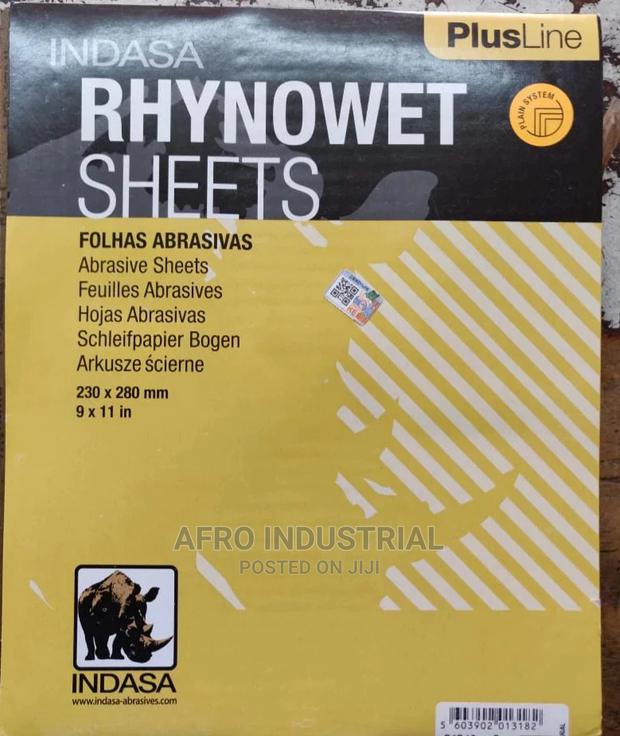 PlusLine
INDASA
RHYNOWET
PLAIN SYSTEM
SHEETS
FOLHAS ABRASIVAS
Abrasive Sheets
Feuilles Abrasives
Hojas Abrasivas
Schleifpapier Bogen
Arkusze ścierne
230 x 280 mm
9 x 11 in
AFRO INDUSTRIAL
POSTED ON JIJI
INDASA
www.indasa-abrasives.com
5 603902 013182